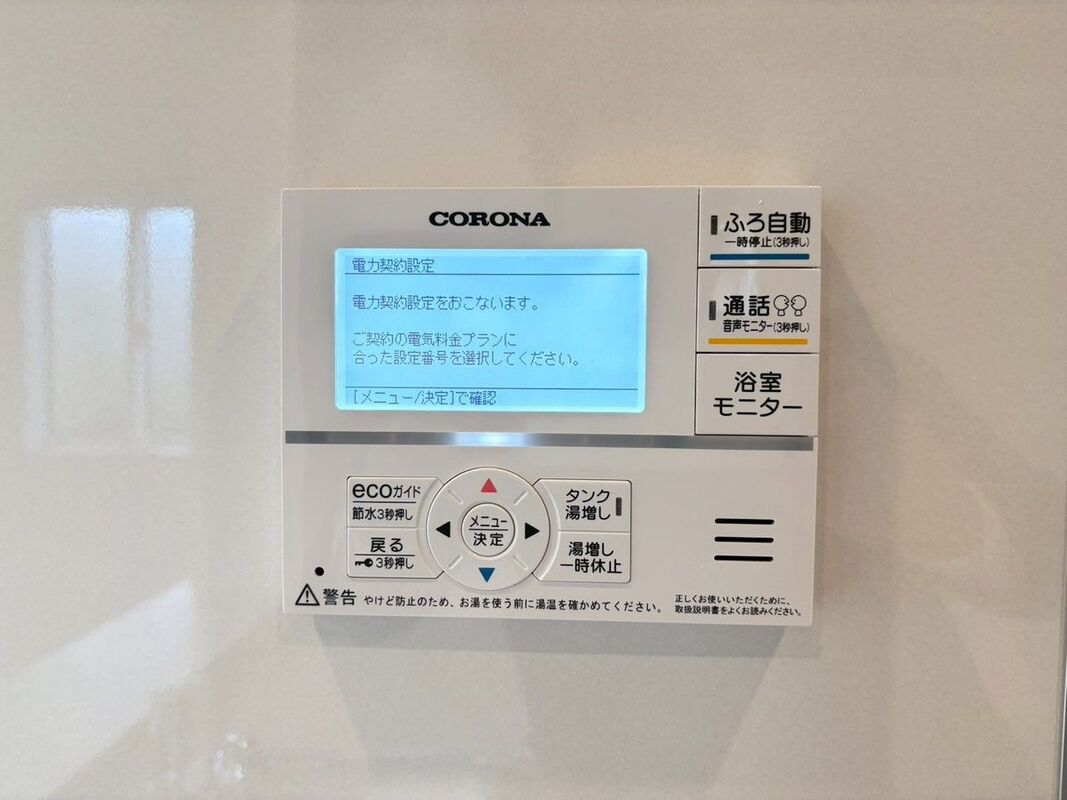 CORONA
電力契約設定
電力契約設定をおこないます。
ご契約の電気料金プランに
合った設定番号を選択してください。
[メニュー/決定]で確認
ふろ自動
一時停止(3秒押し)
通話
音声モニター(3秒押し)
浴室
モニター
ecoガイド
節水3秒押し
戻る
3秒押し
メニュー
決定
タンク
湯増し
湯増し
一時休止
警告 やけど防止のため、お湯を使う前に湯温を確かめてください。
正しくお使いいただくために、
取扱説明書をよくお読みください。